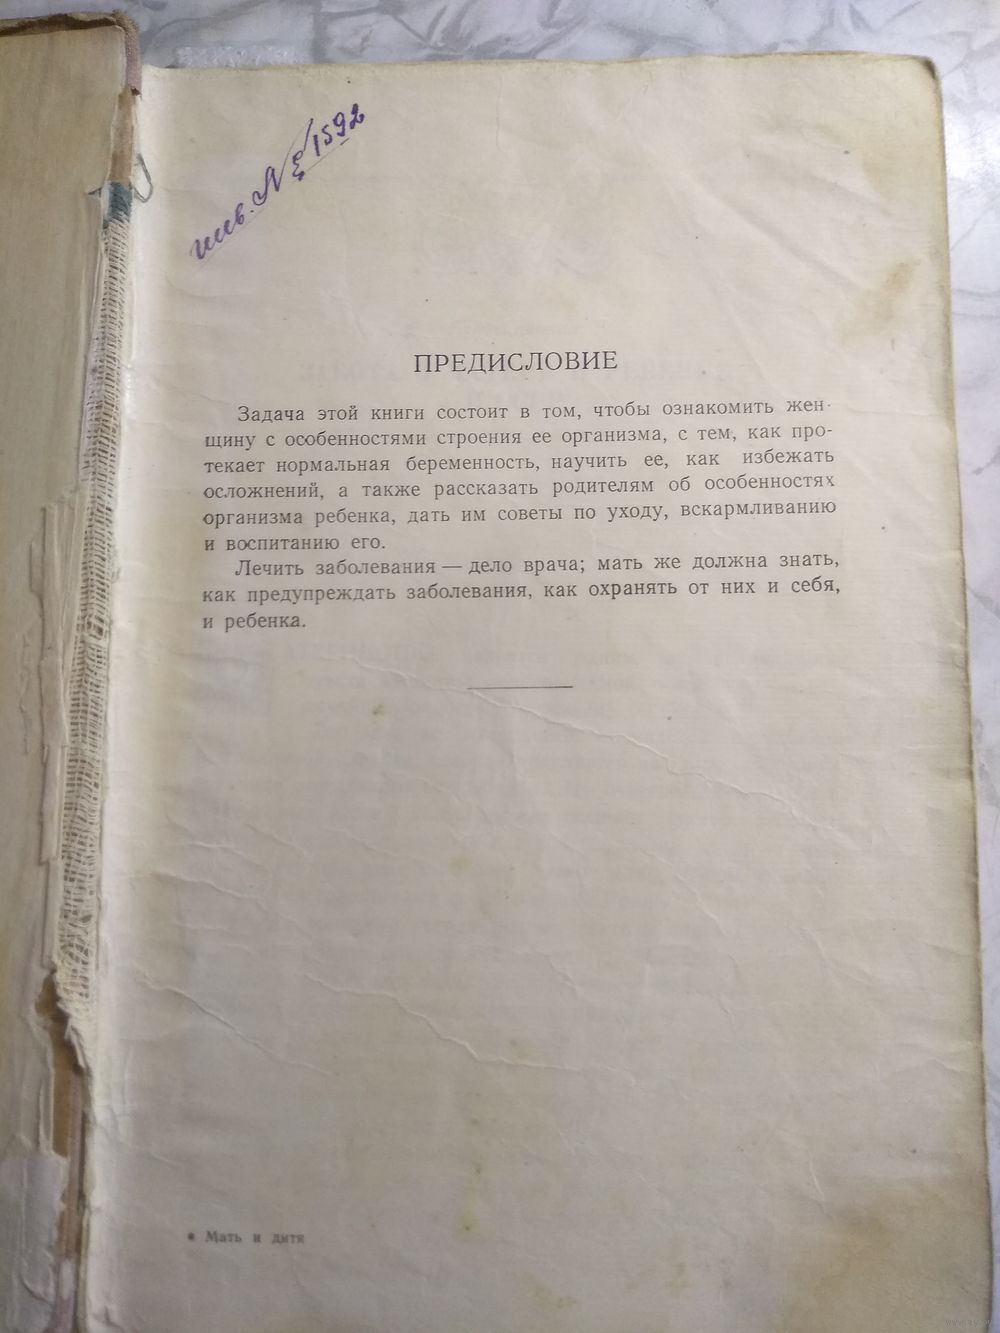 инв. № 1592
ПРЕДИСЛОВИЕ
Задача этой книги состоит в том, чтобы ознакомить жен-
щину с особенностями строения ее организма, с тем, как про-
текает нормальная беременность, научить ее, как избежать
осложнений, а также рассказать родителям об особенностях
организма ребенка, дать им советы по уходу, вскармливанию
и воспитанию его.
Лечить заболевания — дело врача; мать же должна знать,
как предупреждать заболевания, как охранять от них и себя,
и ребенка.
* Мать и дитя